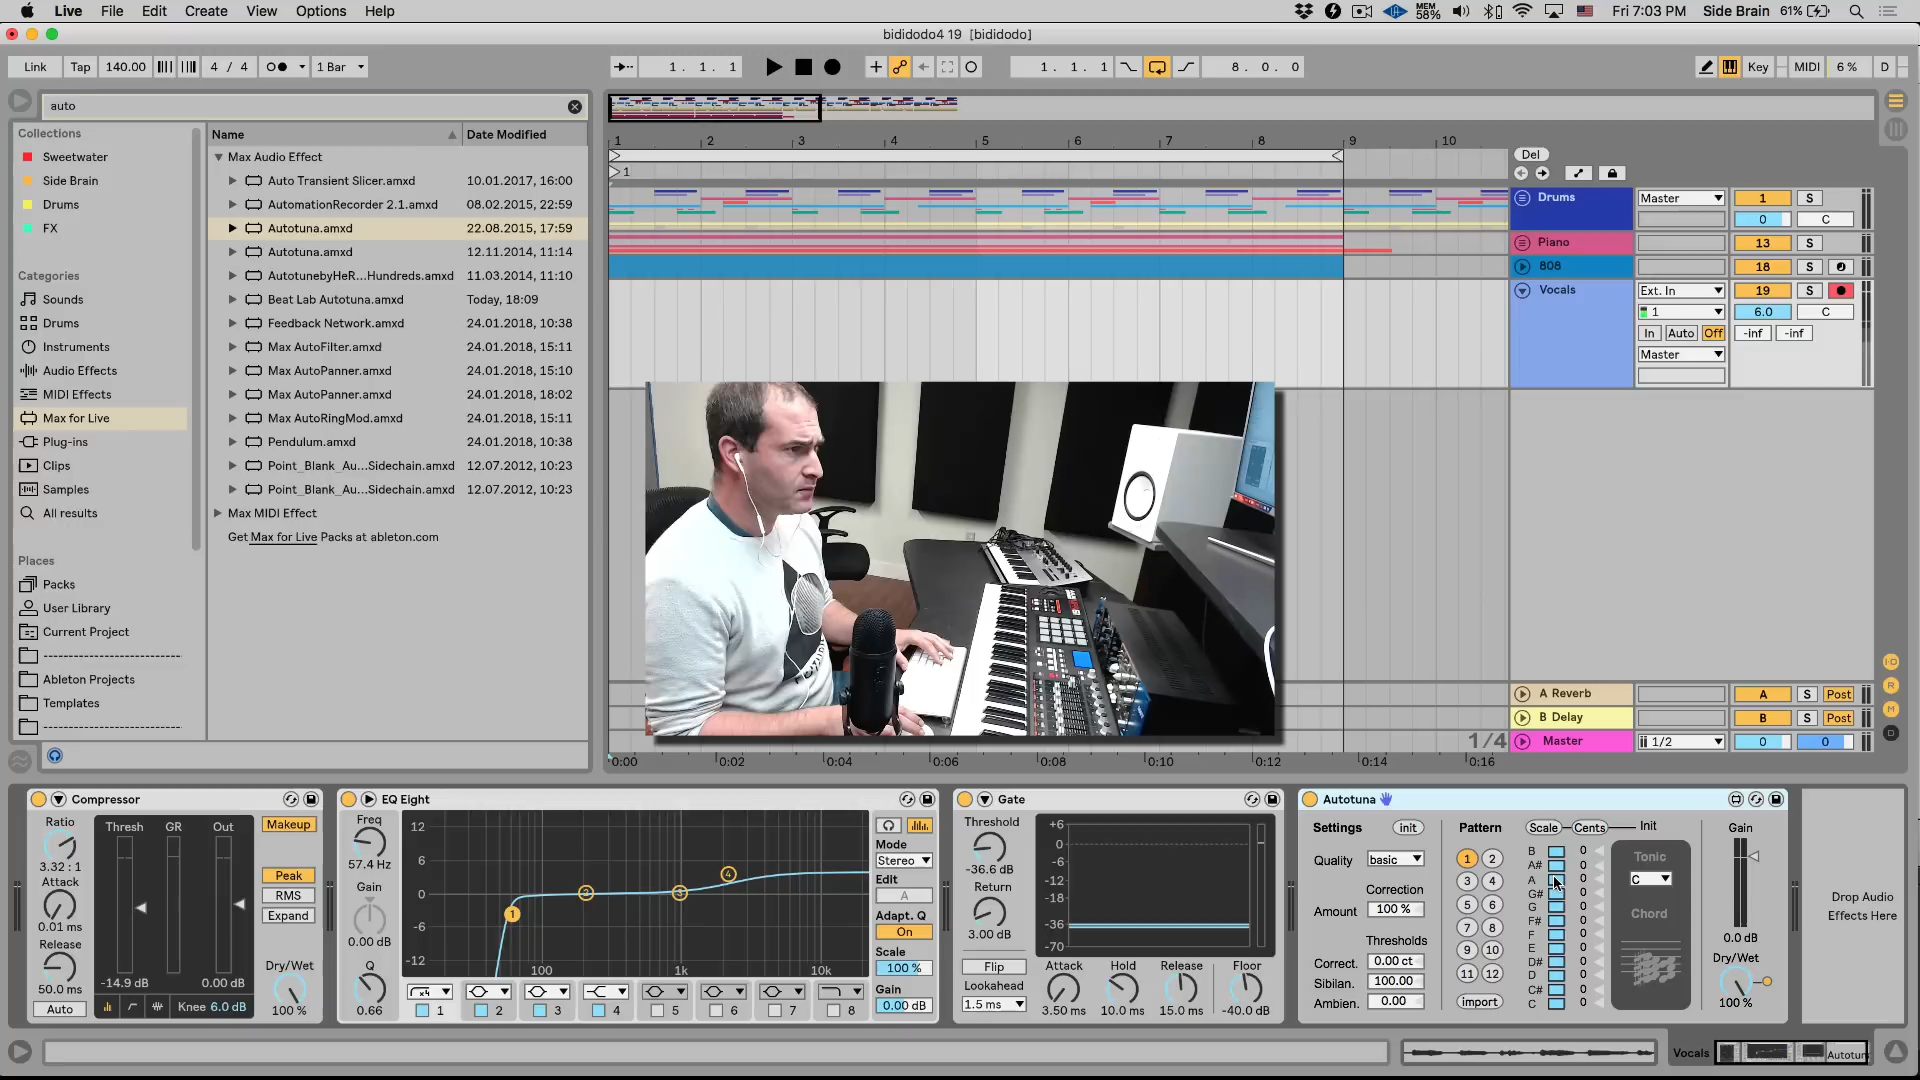 Live File Edit Create View Options Help
MEM 58% Fri 7:03 PM Side Brain 61%
bididodo4 19 [bididodo]
Link Tap 140.00 4 / 4 1 Bar 1. 1. 1 1. 1. 1 8. 0. 0 Key MIDI 6 % D
auto
Collections
Sweetwater
Side Brain
Drums
FX
Categories
Sounds
Drums
Instruments
Audio Effects
MIDI Effects
Max for Live
Plug-ins
Clips
Samples
All results
Places
Packs
User Library
Current Project
--------------------------
Ableton Projects
Templates
--------------------------
Name Date Modified
Max Audio Effect
Auto Transient Slicer.amxd 10.01.2017, 16:00
AutomationRecorder 2.1.amxd 08.02.2015, 22:59
Autotuna.amxd 22.08.2015, 17:59
Autotuna.amxd 12.11.2014, 11:14
AutotunebyHeR...Hundreds.amxd 11.03.2014, 11:10
Beat Lab Autotuna.amxd Today, 18:09
Feedback Network.amxd 24.01.2018, 10:38
Max AutoFilter.amxd 24.01.2018, 15:11
Max AutoPanner.amxd 24.01.2018, 15:10
Max AutoPanner.amxd 24.01.2018, 18:02
Max AutoRingMod.amxd 24.01.2018, 15:11
Pendulum.amxd 24.01.2018, 10:38
Point_Blank_Au...Sidechain.amxd 12.07.2012, 10:23
Point_Blank_Au...Sidechain.amxd 12.07.2012, 10:23
Max MIDI Effect
Get Max for Live Packs at ableton.com
1 2 3 4 5 6 7 8 9 10
1
Del
Drums Master 1 S
0 C
Piano 13 S
808 18 S
Vocals Ext. In 19 S
1 6.0 C
In Auto Off -inf -inf
Master
A Reverb A S Post
B Delay B S Post
1/4 Master 1/2 0 0
0:00 0:02 0:04 0:06 0:08 0:10 0:12 0:14 0:16
I·O
R
M
D
Compressor
Ratio
3.32 : 1
Attack
0.01 ms
Release
50.0 ms
Auto
Thresh GR Out
-14.9 dB 0.00 dB
Knee 6.0 dB
Makeup
Peak
RMS
Expand
Dry/Wet
100 %
EQ Eight
Freq
57.4 Hz
Gain
0.00 dB
Q
0.66
12
6
0
-6
-12
100 1k 10k
1 2 3 4
1 2 3 4 5 6 7 8
Mode
Stereo
Edit
A
Adapt. Q
On
Scale
100 %
Gain
0.00 dB
Gate
Threshold
-36.6 dB
Return
3.00 dB
Flip
Lookahead
1.5 ms
+6
0
-6
-12
-18
-36
-70
Attack Hold Release Floor
3.50 ms 10.0 ms 15.0 ms -40.0 dB
Autotuna
Settings init
Quality basic
Correction
Amount 100 %
Thresholds
Correct. 0.00 ct
Sibilan. 100.00
Ambien. 0.00
Pattern
1 2
3 4
5 6
7 8
9 10
11 12
import
Scale Cents Init
B 0
A# 0
A 0
G# 0
G 0
F# 0
F 0
E 0
D# 0
D 0
C# 0
C 0
Tonic
C
Chord
Gain
0.0 dB
Dry/Wet
100 %
Drop Audio
Effects Here
Vocals